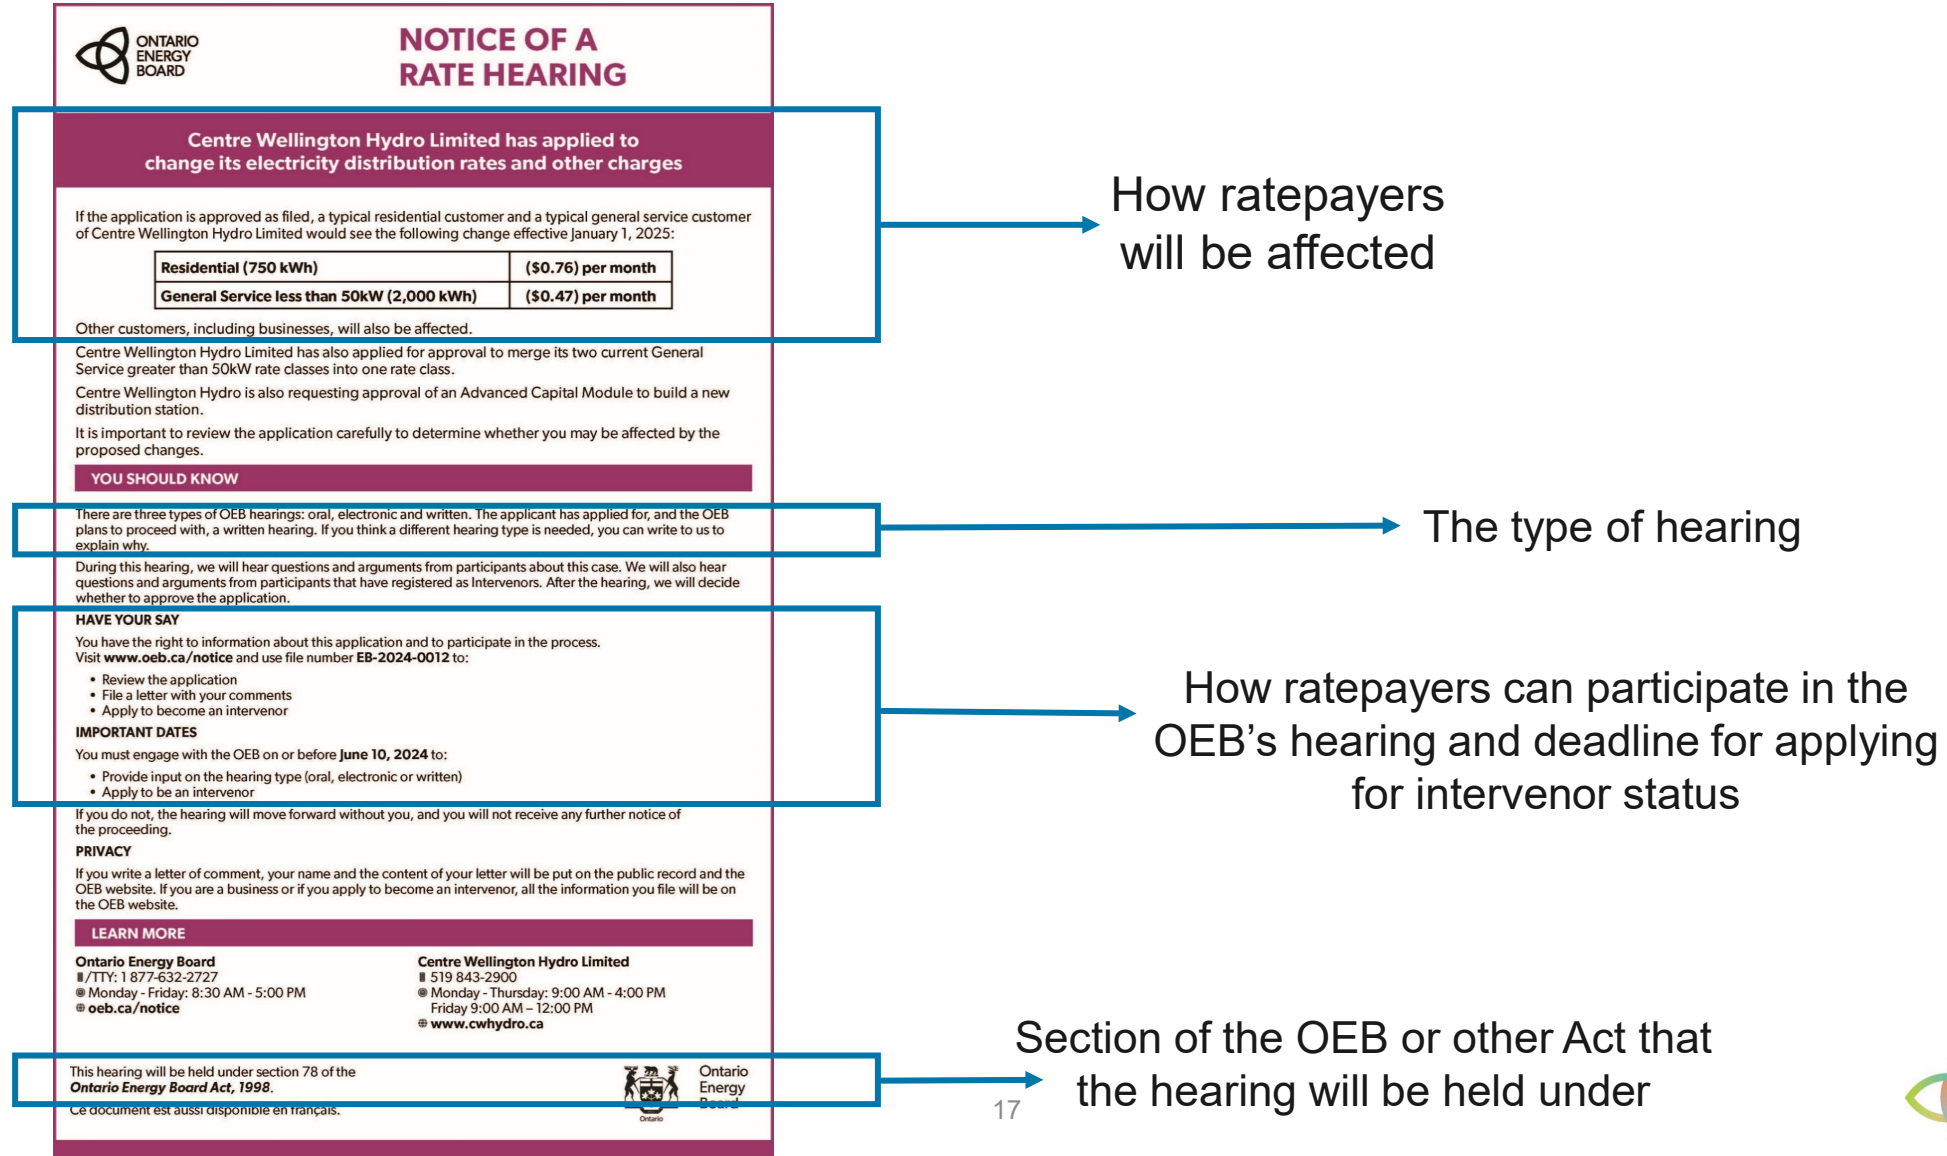 ONTARIO
ENERGY
BOARD
NOTICE OF A
RATE HEARING
Centre Wellington Hydro Limited has applied to
change its electricity distribution rates and other charges
If the application is approved as filed, a typical residential customer and a typical general service customer
of Centre Wellington Hydro Limited would see the following change effective January 1, 2025:
Residential (750 kWh) ($0.76) per month
General Service less than 50kW (2,000 kWh) ($0.47) per month
Other customers, including businesses, will also be affected.
Centre Wellington Hydro Limited has also applied for approval to merge its two current General
Service greater than 50kW rate classes into one rate class.
Centre Wellington Hydro is also requesting approval of an Advanced Capital Module to build a new
distribution station.
It is important to review the application carefully to determine whether you may be affected by the
proposed changes.
YOU SHOULD KNOW
There are three types of OEB hearings: oral, electronic and written. The applicant has applied for, and the OEB
plans to proceed with, a written hearing. If you think a different hearing type is needed, you can write to us to
explain why.
During this hearing, we will hear questions and arguments from participants about this case. We will also hear
questions and arguments from participants that have registered as Intervenors. After the hearing, we will decide
whether to approve the application.
HAVE YOUR SAY
You have the right to information about this application and to participate in the process.
Visit www.oeb.ca/notice and use file number EB-2024-0012 to:
• Review the application
• File a letter with your comments
• Apply to become an intervenor
IMPORTANT DATES
You must engage with the OEB on or before June 10, 2024 to:
• Provide input on the hearing type (oral, electronic or written)
• Apply to be an intervenor
If you do not, the hearing will move forward without you, and you will not receive any further notice of
the proceeding.
PRIVACY
If you write a letter of comment, your name and the content of your letter will be put on the public record and the
OEB website. If you are a business or if you apply to become an intervenor, all the information you file will be on
the OEB website.
LEARN MORE
Ontario Energy Board
/TTY: 1 877-632-2727
Monday - Friday: 8:30 AM - 5:00 PM
oeb.ca/notice
Centre Wellington Hydro Limited
519 843-2900
Monday - Thursday: 9:00 AM - 4:00 PM
Friday 9:00 AM – 12:00 PM
www.cwhydro.ca
This hearing will be held under section 78 of the
Ontario Energy Board Act, 1998.
Ce document est aussi disponible en français.
Ontario
Ontario
Energy
Board
How ratepayers
will be affected
The type of hearing
How ratepayers can participate in the
OEB’s hearing and deadline for applying
for intervenor status
Section of the OEB or other Act that
the hearing will be held under
17